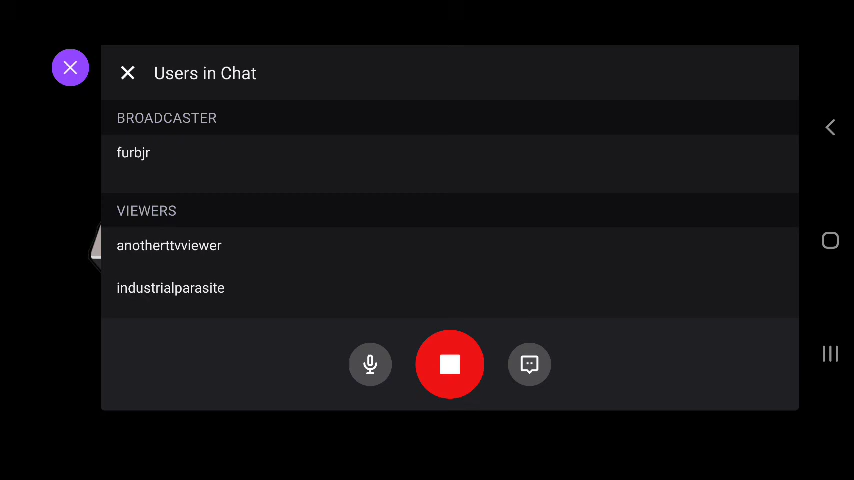 Users in Chat
BROADCASTER
furbjr
VIEWERS
anotherttvviewer
industrialparasite